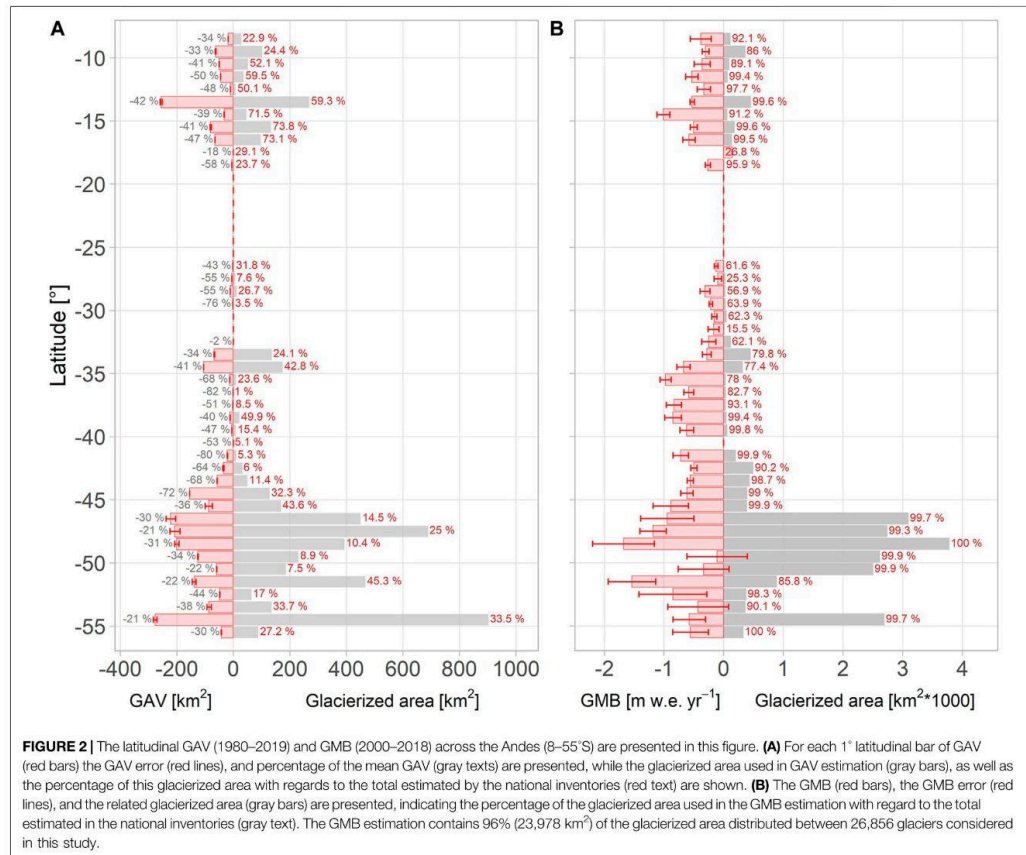 A
B
-34 % 22.9 %
-33 % 24.4 %
-41 % 52.1 %
-50 % 59.5 %
-48 % 50.1 %
-42 % 59.3 %
-39 % 71.5 %
-41 % 73.8 %
-47 % 73.1 %
-18 % 29.1 %
-58 % 23.7 %
-43 % 31.8 %
-55 % 7.6 %
-55 % 26.7 %
-76 % 3.5 %
-2 %
-34 % 24.1 %
-41 % 42.8 %
-68 % 23.6 %
-82 % 1 %
-51 % 8.5 %
-40 % 49.9 %
-47 % 15.4 %
-53 % 5.1 %
-80 % 5.3 %
-64 % 6 %
-68 % 11.4 %
-72 % 32.3 %
-36 % 43.6 %
-30 % 14.5 %
-21 % 25 %
-31 % 10.4 %
-34 % 8.9 %
-22 % 7.5 %
-22 % 45.3 %
-44 % 17 %
-38 % 33.7 %
-21 % 33.5 %
-30 % 27.2 %
-10
-15
-20
-25
-30
-35
-40
-45
-50
-55
Latitude [°]
-400 -200 0 200 400 600 800 1000
GAV [km²] Glacierized area [km²]
92.1 %
86 %
89.1 %
99.4 %
97.7 %
99.6 %
91.2 %
99.6 %
99.5 %
26.8 %
95.9 %
61.6 %
25.3 %
56.9 %
63.9 %
62.3 %
15.5 %
62.1 %
79.8 %
77.4 %
78 %
82.7 %
93.1 %
99.4 %
99.8 %
99.9 %
90.2 %
98.7 %
99 %
99.9 %
99.7 %
99.3 %
100 %
99.9 %
99.9 %
85.8 %
98.3 %
90.1 %
99.7 %
100 %
-10
-15
-20
-25
-30
-35
-40
-45
-50
-55
-2 -1 0 1 2 3 4
GMB [m w.e. yr⁻¹] Glacierized area [km²*1000]
FIGURE 2 | The latitudinal GAV (1980–2019) and GMB (2000–2018) across the Andes (8–55°S) are presented in this figure. (A) For each 1° latitudinal bar of GAV
(red bars) the GAV error (red lines), and percentage of the mean GAV (gray texts) are presented, while the glacierized area used in GAV estimation (gray bars), as well as
the percentage of this glacierized area with regards to the total estimated by the national inventories (red text) are shown. (B) The GMB (red bars), the GMB error (red
lines), and the related glacierized area (gray bars) are presented, indicating the percentage of the glacierized area used in the GMB estimation with regard to the total
estimated in the national inventories (gray text). The GMB estimation contains 96% (23,978 km²) of the glacierized area distributed between 26,856 glaciers considered
in this study.